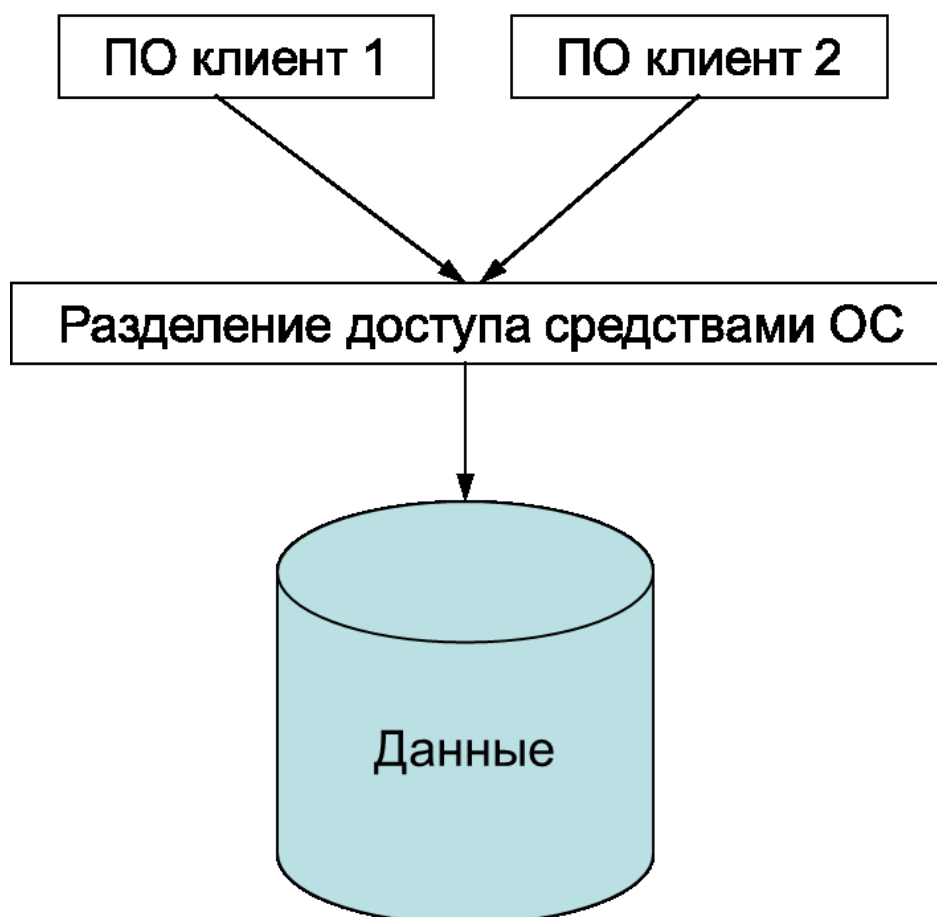 ПО клиент 1
ПО клиент 2
Разделение доступа средствами ОС
Данные